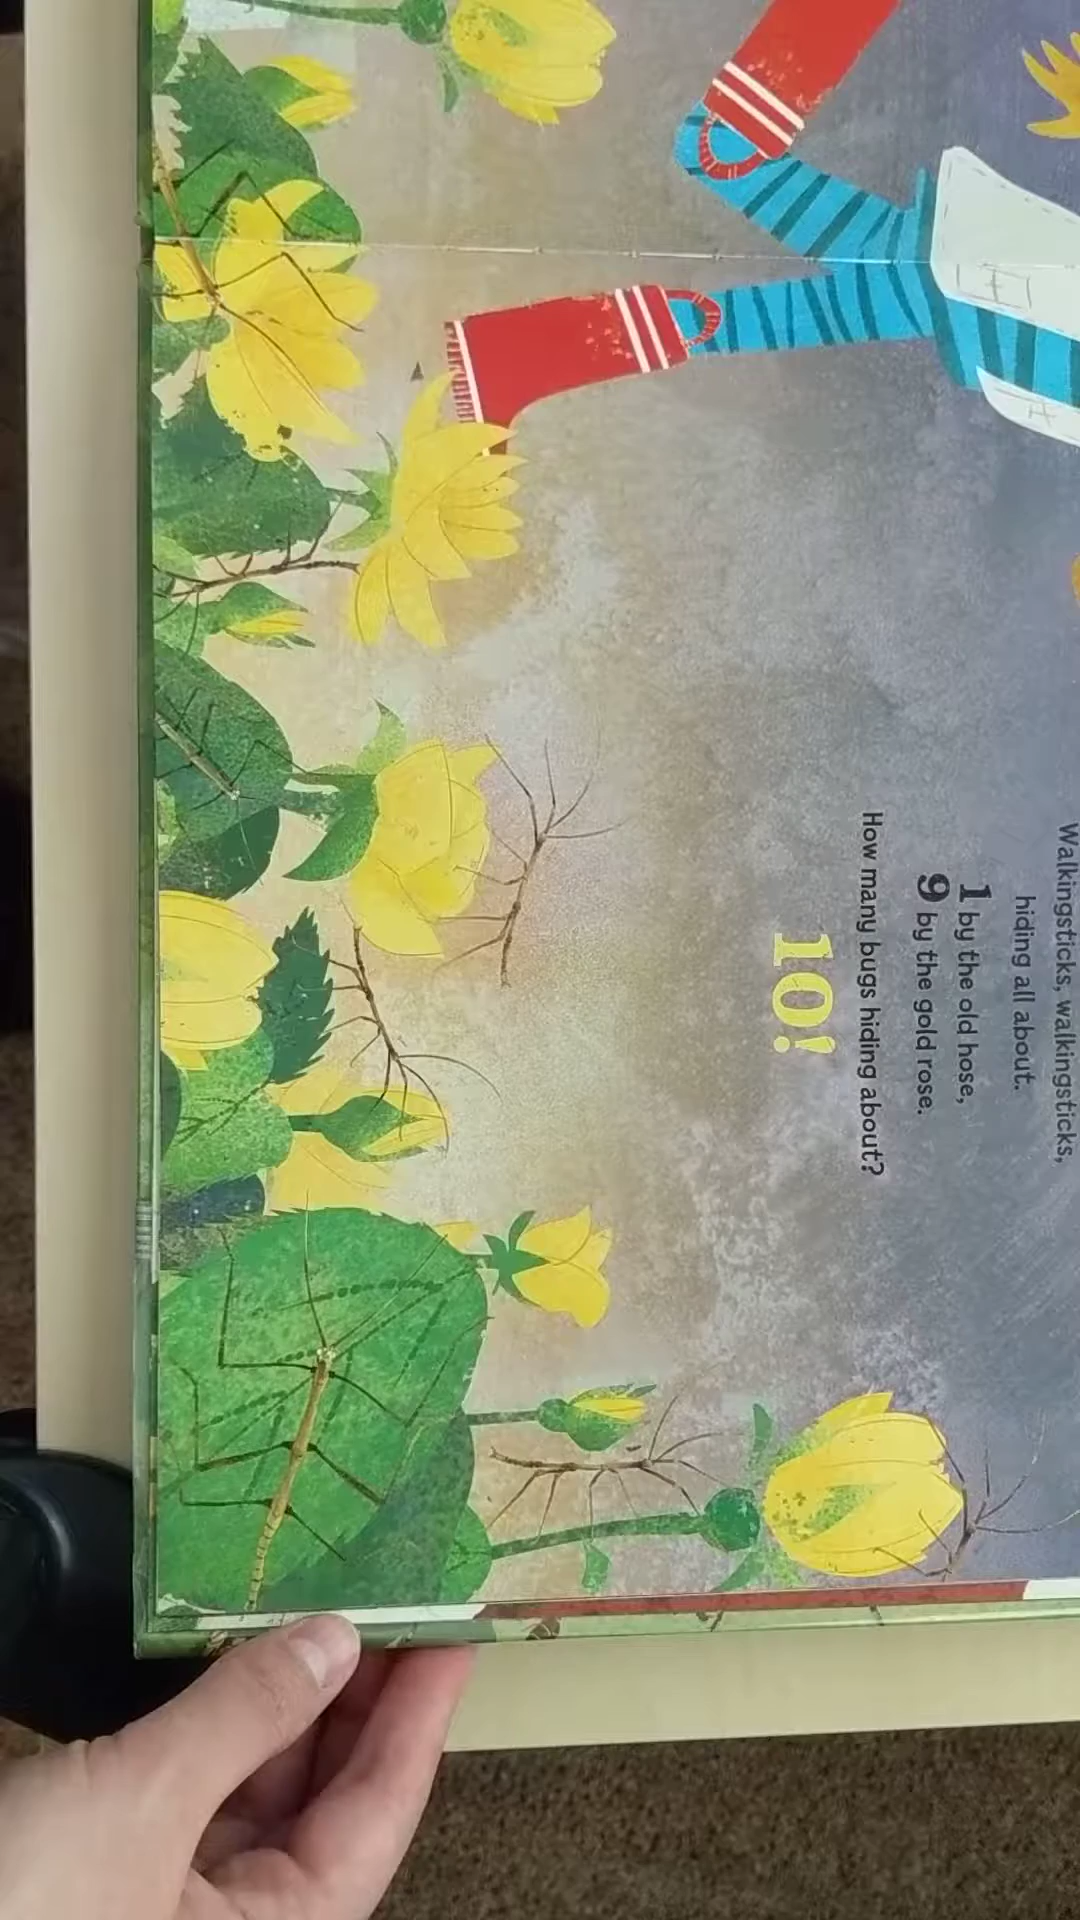 Walkingsticks, walkingsticks,
hiding all about.
1 by the old hose,
9 by the gold rose.
How many bugs hiding about?
10!